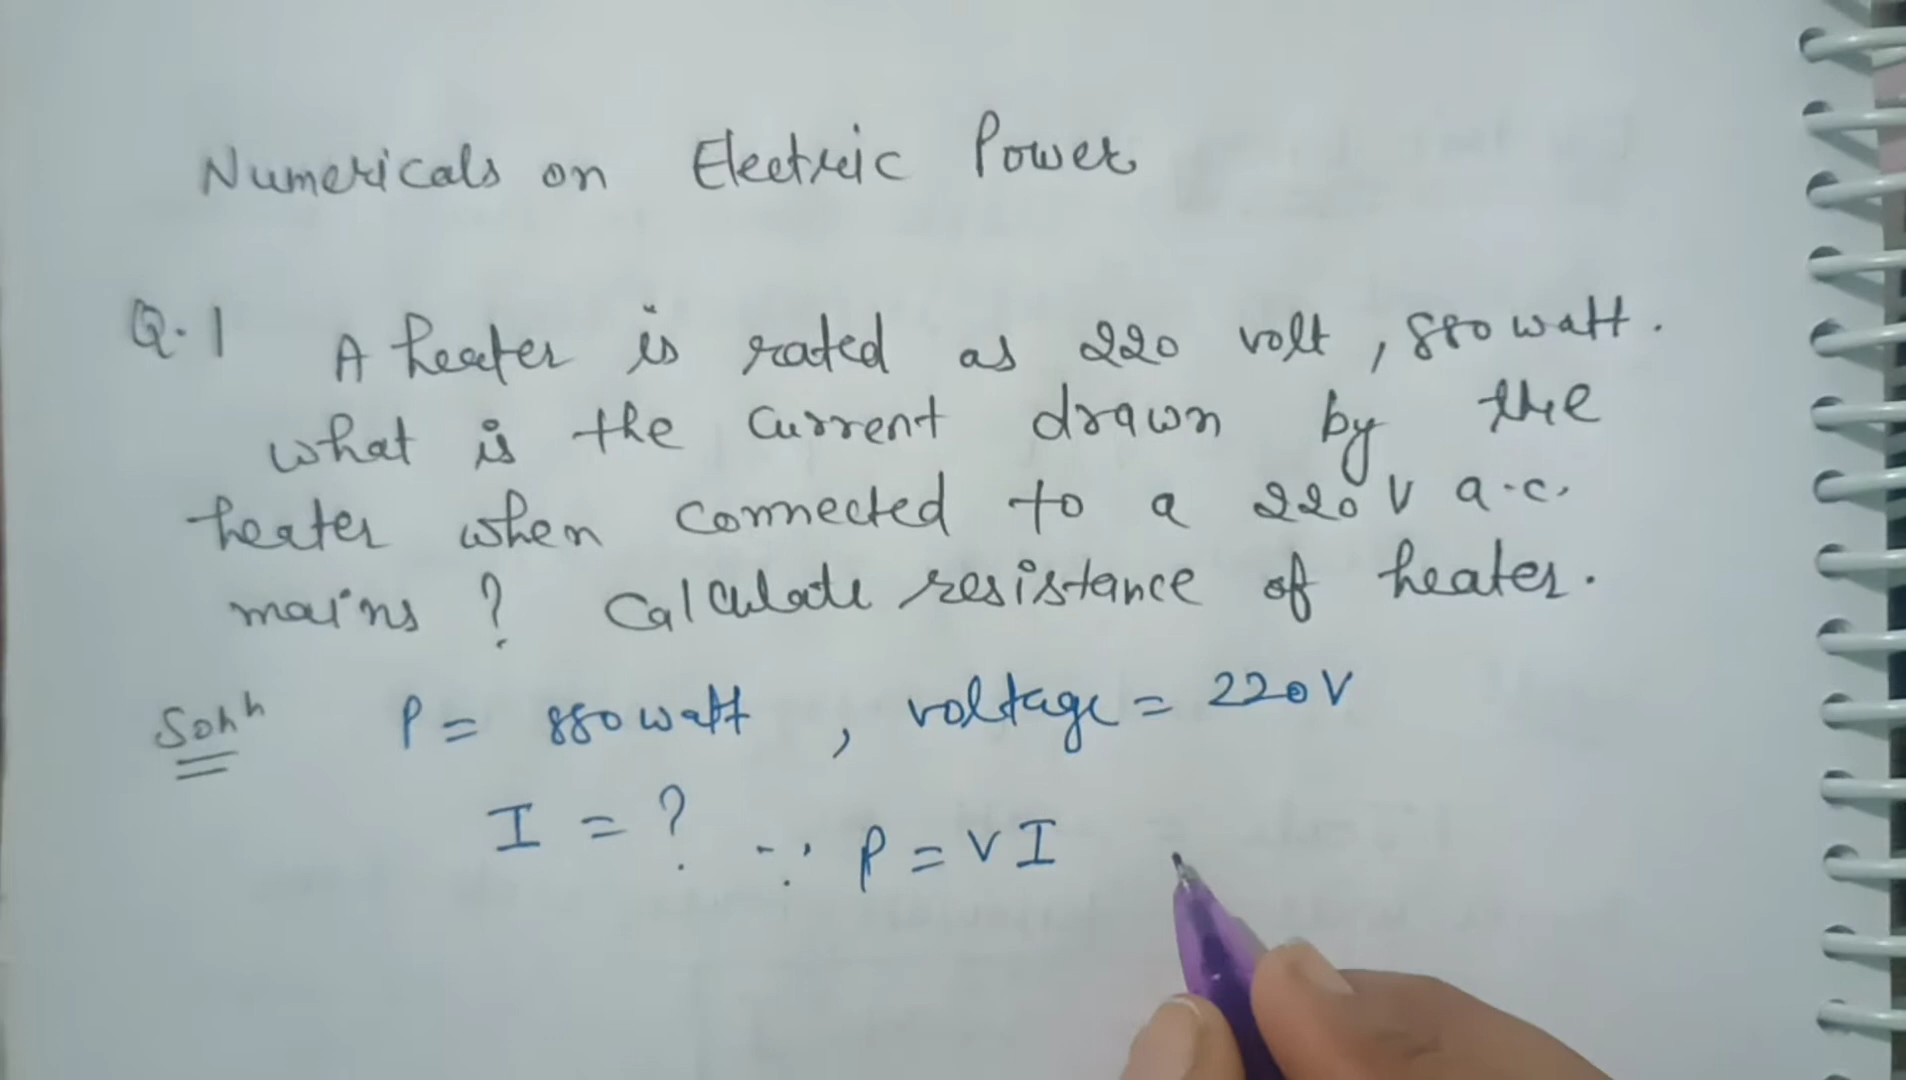 Numericals on Electric Power
Q.1 A heater is rated as 220 volt, 880 watt.
what is the current drawn by the
heater when connected to a 220 V a.c.
mains ? Calculate resistance of heater.
Soln P = 880 watt , voltage = 220 V
I = ? ∵ P = VI